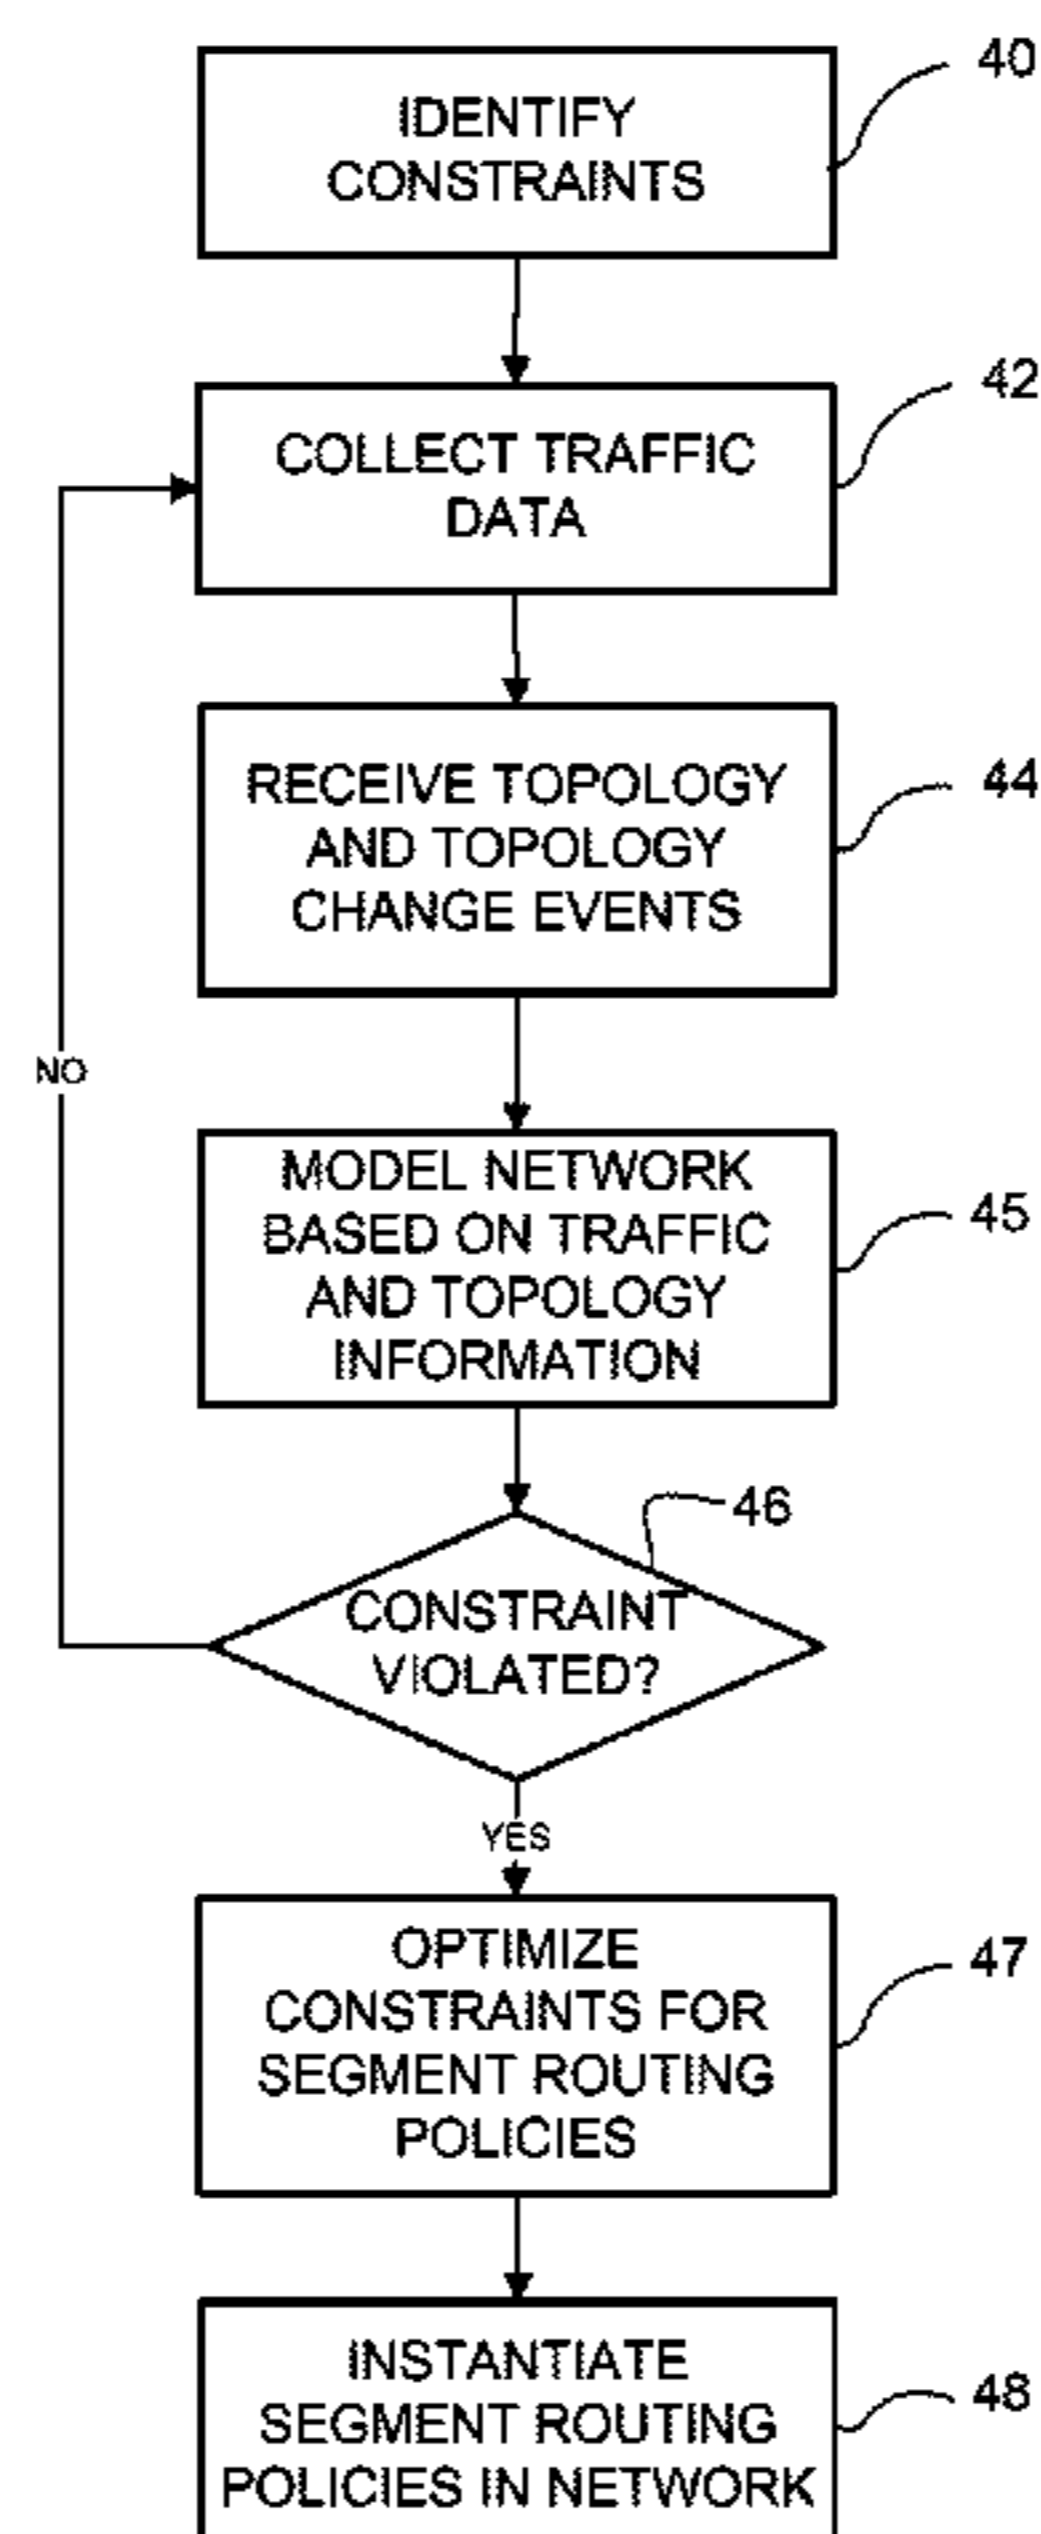 40
IDENTIFY
CONSTRAINTS
42
COLLECT TRAFFIC
DATA
44
RECEIVE TOPOLOGY
AND TOPOLOGY
CHANGE EVENTS
NO
45
MODEL NETWORK
BASED ON TRAFFIC
AND TOPOLOGY
INFORMATION
46
CONSTRAINT
VIOLATED?
YES
47
OPTIMIZE
CONSTRAINTS FOR
SEGMENT ROUTING
POLICIES
48
INSTANTIATE
SEGMENT ROUTING
POLICIES IN NETWORK